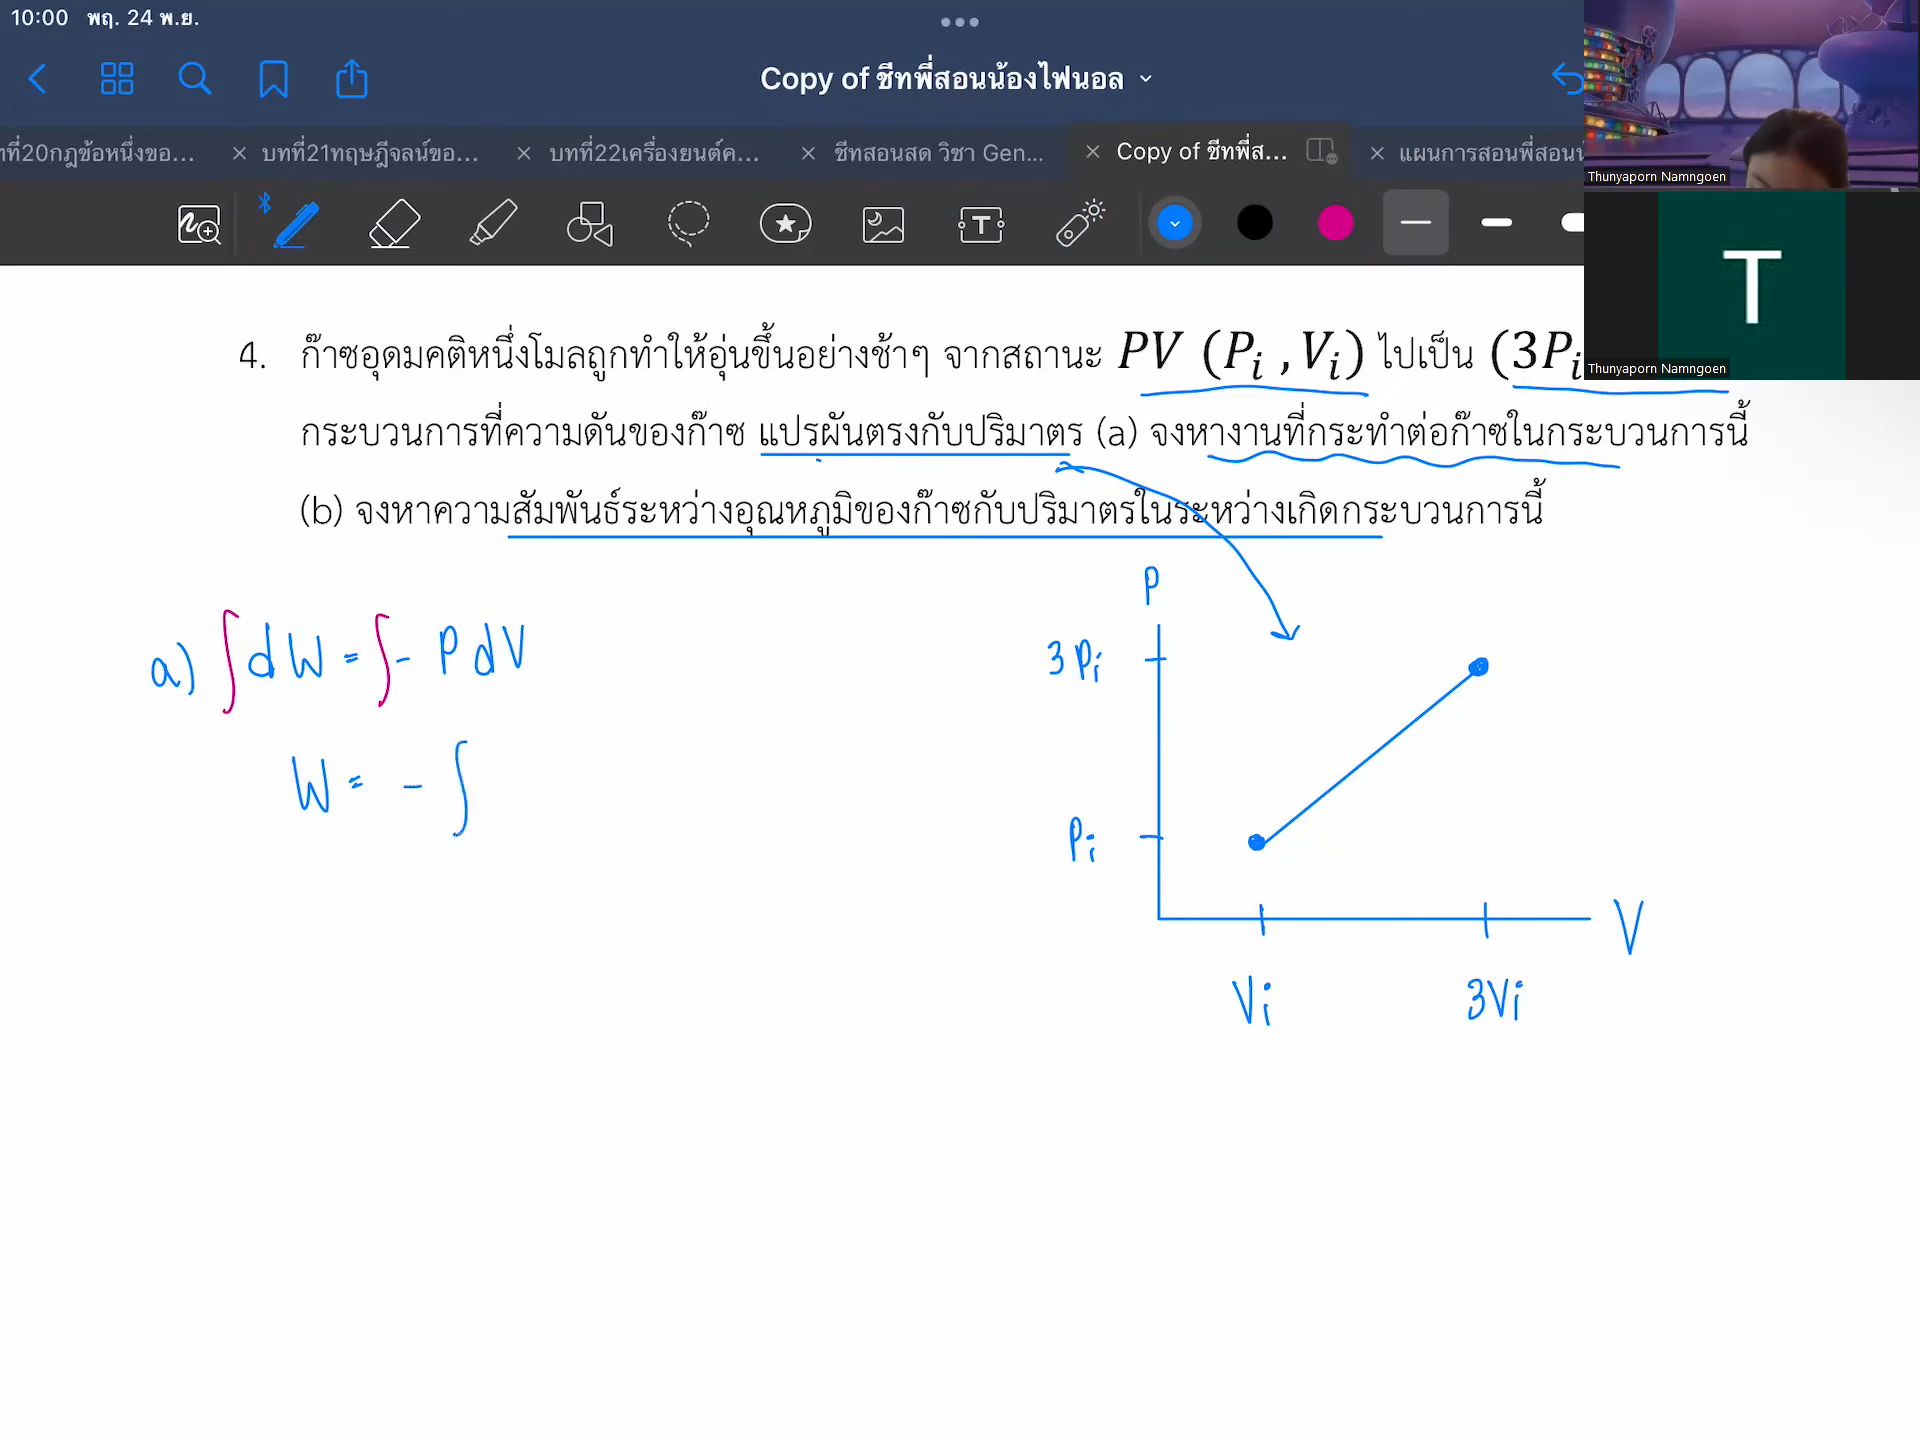 10:00 พฤ. 24 พ.ย.
Copy of ชีทพี่สอนน้องไฟนอล
ที่20กฎข้อหนึ่งขอ... × บทที่21ทฤษฎีจลน์ขอ... × บทที่22เครื่องยนต์ค... × ชีทสอนสด วิชา Gen... × Copy of ชีทพี่ส... × แผนการสอนพี่สอนน
Thunyaporn Namngoen
T
Thunyaporn Namngoen
4. ก๊าซอุดมคติหนึ่งโมลถูกทำให้อุ่นขึ้นอย่างช้าๆ จากสถานะ PV (Pi , Vi) ไปเป็น (3Pi
กระบวนการที่ความดันของก๊าซ แปรผันตรงกับปริมาตร (a) จงหางานที่กระทำต่อก๊าซในกระบวนการนี้
(b) จงหาความสัมพันธ์ระหว่างอุณหภูมิของก๊าซกับปริมาตรในระหว่างเกิดกระบวนการนี้
a) ∫dW = ∫- PdV
W = - ∫
P
3Pi
Pi
V
Vi 3Vi